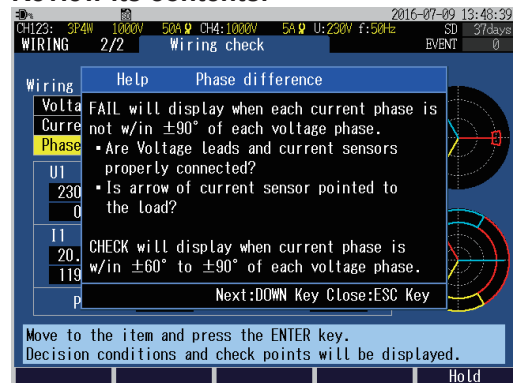 Review its contents.
2016-07-09 13:48:39
CH123: 3P4W 1000V 50A CH4:1000V 5A U:230V f:50Hz SD 37days
WIRING 2/2 Wiring check EVENT 0
Help Phase difference
Wiring
Volta
Curre
Phase
FAIL will display when each current phase is
not w/in ±90° of each voltage phase.
▪Are Voltage leads and current sensors
properly connected?
▪Is arrow of current sensor pointed to
the load?
CHECK will display when current phase is
w/in ±60° to ±90° of each voltage phase.
U1
230
0
I1
20.
119
P
Next:DOWN Key Close:ESC Key
Move to the item and press the ENTER key.
Decision conditions and check points will be displayed.
Hold